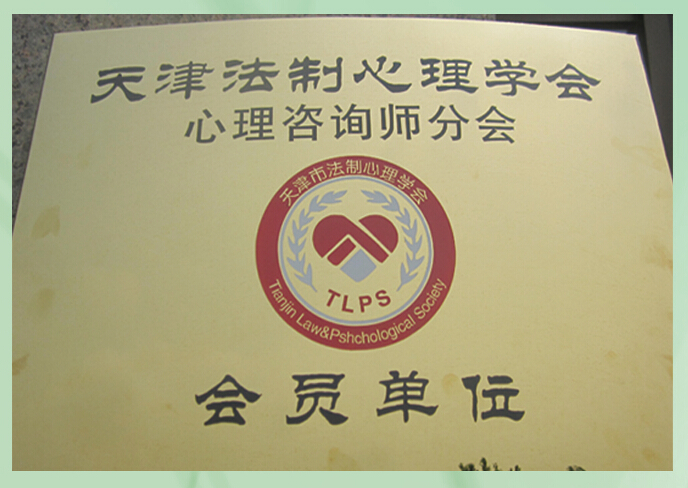 天津法制心理学会
心理咨询师分会
天津市法制心理学会
TLPS
Tianjin Law&Pshchological Society
会员单位